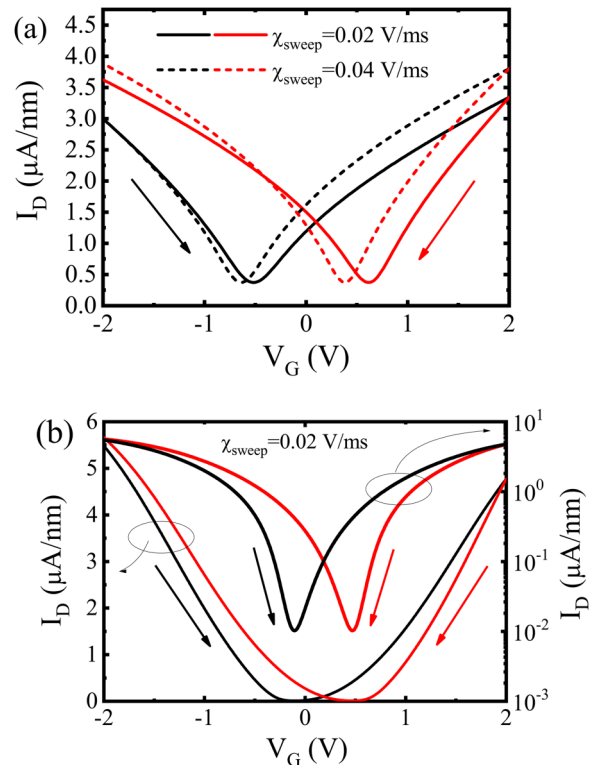 (a)
χsweep=0.02 V/ms
χsweep=0.04 V/ms
4.5
4.0
3.5
3.0
2.5
2.0
1.5
1.0
0.5
0.0
I_D (μA/nm)
-2 -1 0 1 2
V_G (V)
(b)
χsweep=0.02 V/ms
6
5
4
3
2
1
0
I_D (μA/nm)
10^1
10^0
10^-1
10^-2
10^-3
I_D (μA/nm)
-2 -1 0 1 2
V_G (V)